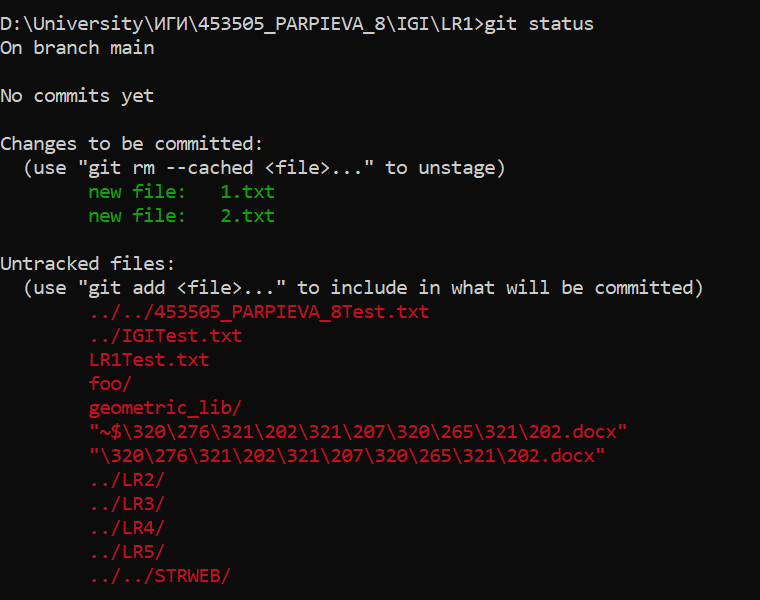 D:\University\ИГИ\453505_PARPIEVA_8\IGI\LR1>git status
On branch main
No commits yet
Changes to be committed:
(use "git rm --cached <file>..." to unstage)
new file:   1.txt
new file:   2.txt
Untracked files:
(use "git add <file>..." to include in what will be committed)
../../453505_PARPIEVA_8Test.txt
../IGITest.txt
LR1Test.txt
foo/
geometric_lib/
"~$\320\276\321\202\321\207\320\265\321\202.docx"
"\320\276\321\202\321\207\320\265\321\202.docx"
../LR2/
../LR3/
../LR4/
../LR5/
../../STRWEB/